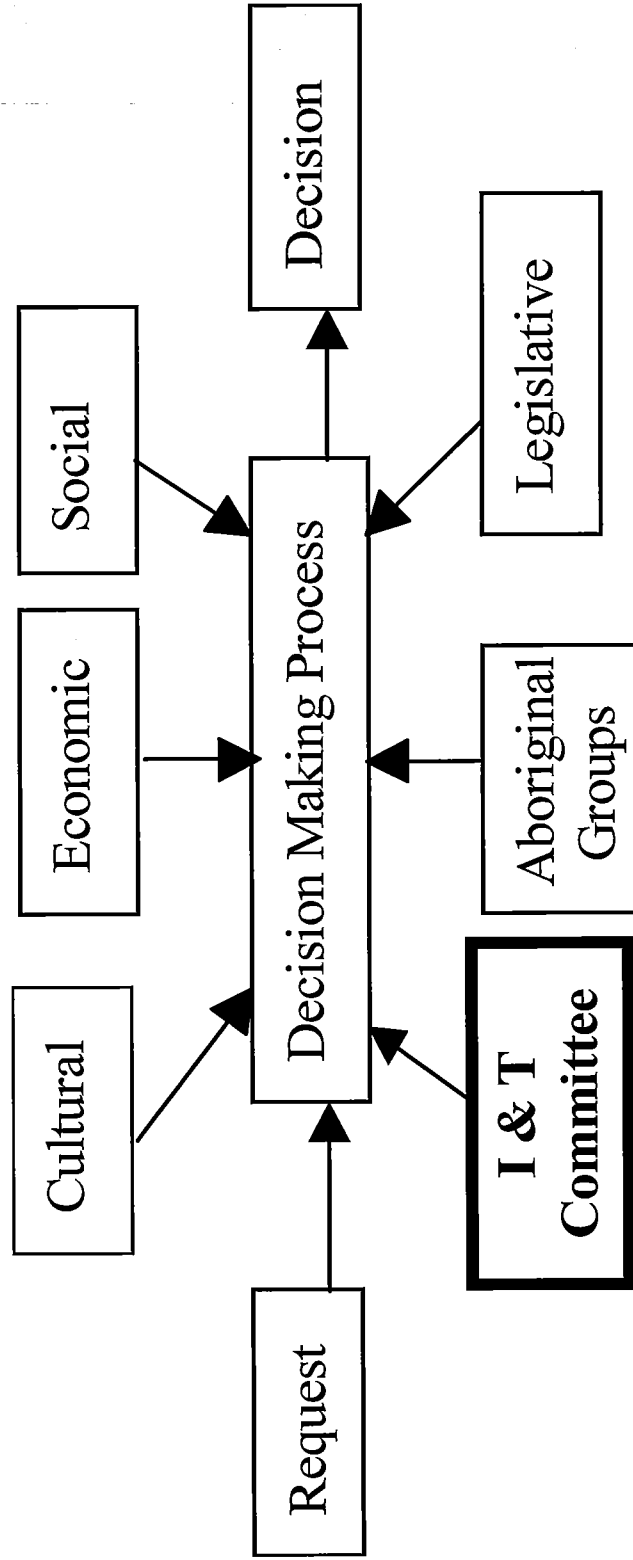 Cultural
Economic
Social
Request
Decision Making Process
Decision
I & T
Committee
Aboriginal
Groups
Legislative